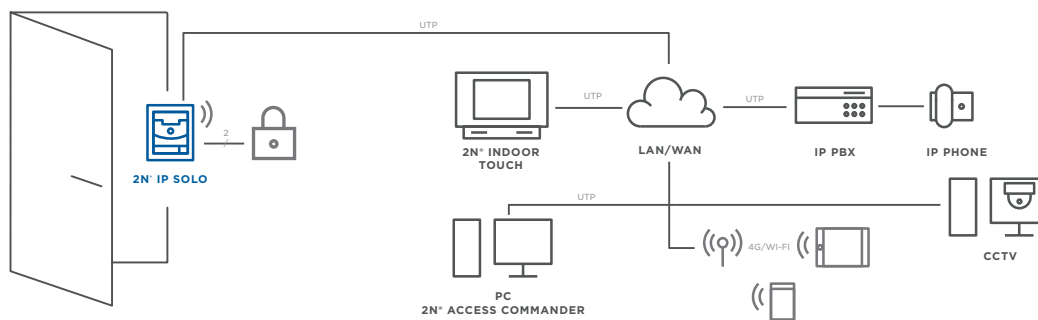 UTP
UTP
UTP
2
2N® INDOOR
TOUCH
LAN/WAN
IP PBX
IP PHONE
2N® IP SOLO
UTP
4G/WI-FI
CCTV
PC
2N® ACCESS COMMANDER